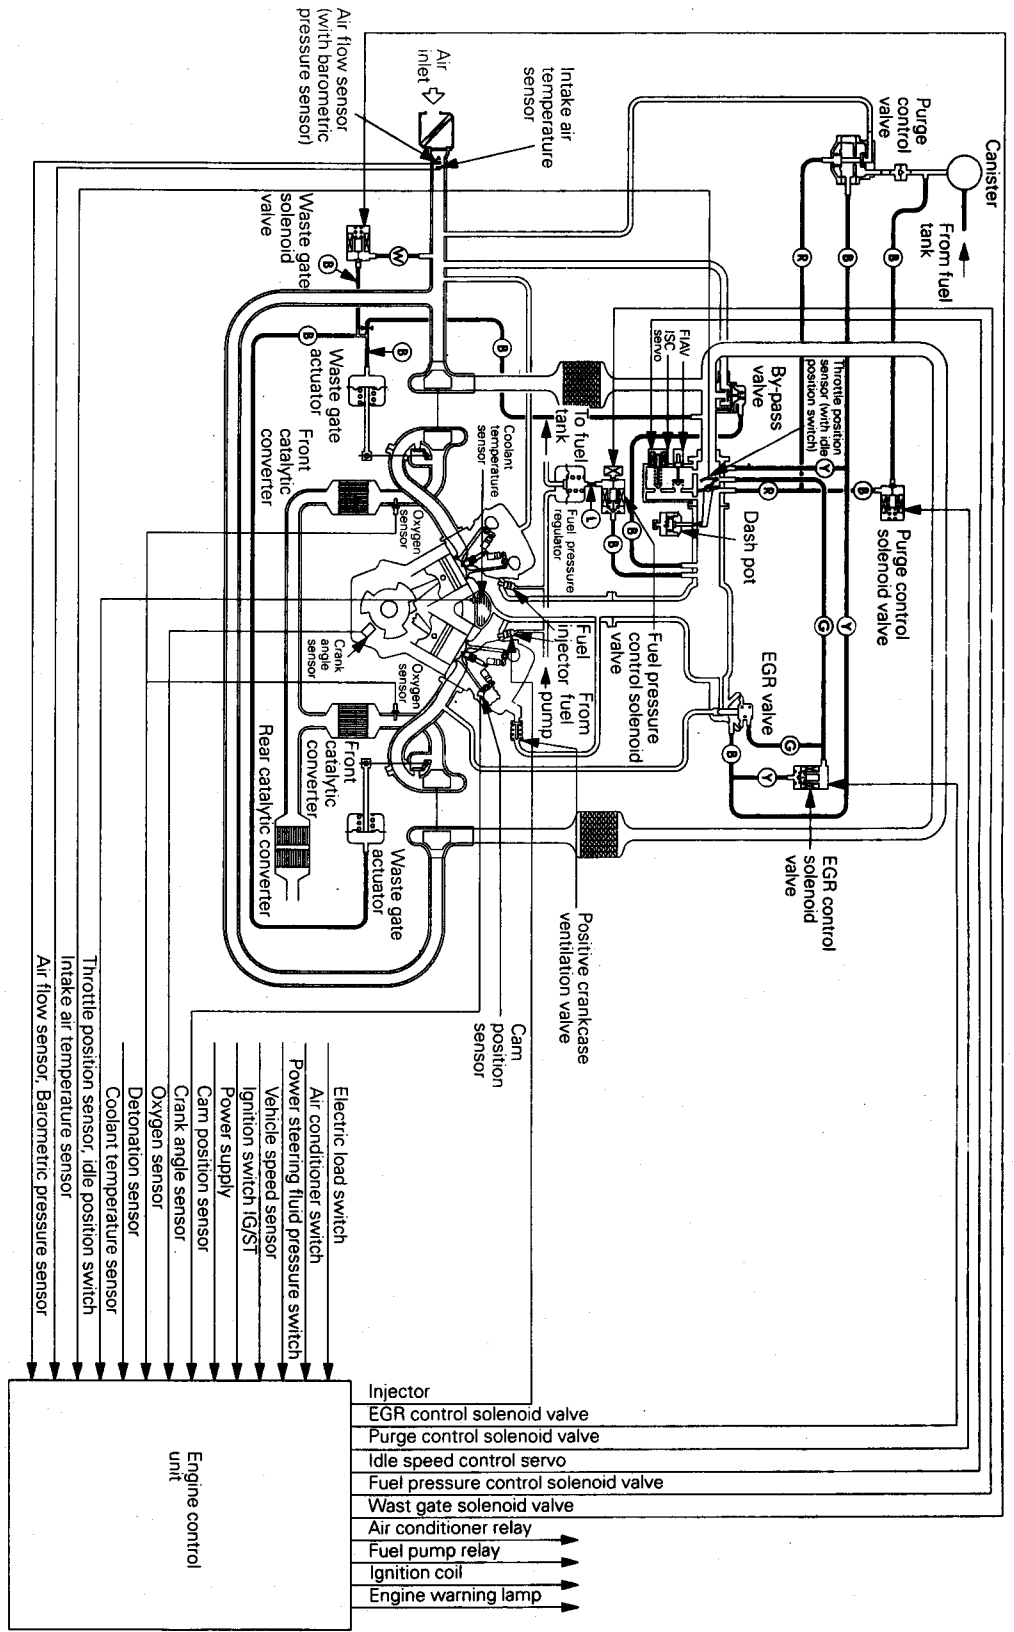 Air flow sensor
(with barometric
pressure sensor)
Air
inlet
Intake air
temperature
sensor
Purge
control
valve
Canister
From fuel
tank
Waste gate
solenoid
valve
W
B
B
B
B
R
B
B
Waste gate
actuator
Front
catalytic
converter
Coolant
temperature
sensor
To fuel
tank
FIAV
ISC
servo
By-pass
valve
Throttle position
sensor (with idle
position switch)
Y
R
B
Oxygen
sensor
Fuel pressure
regulator
L
B
B
Dash pot
Purge control
solenoid valve
Crank
angle
sensor
Oxygen
sensor
Fuel
injector
From
fuel
pump
Fuel pressure
control solenoid
valve
EGR valve
G
Y
G
B
Y
EGR control
solenoid
valve
Rear catalytic converter
Front
catalytic
converter
Waste gate
actuator
Positive crankcase
ventilation valve
Cam
position
sensor
Electric load switch
Air conditioner switch
Power steering fluid pressure switch
Vehicle speed sensor
Ignition switch IG/ST
Power supply
Cam position sensor
Crank angle sensor
Oxygen sensor
Detonation sensor
Coolant temperature sensor
Throttle position sensor, idle position switch
Intake air temperature sensor
Air flow sensor, Barometric pressure sensor
Engine control
unit
Injector
EGR control solenoid valve
Purge control solenoid valve
Idle speed control servo
Fuel pressure control solenoid valve
Wast gate solenoid valve
Air conditioner relay
Fuel pump relay
Ignition coil
Engine warning lamp